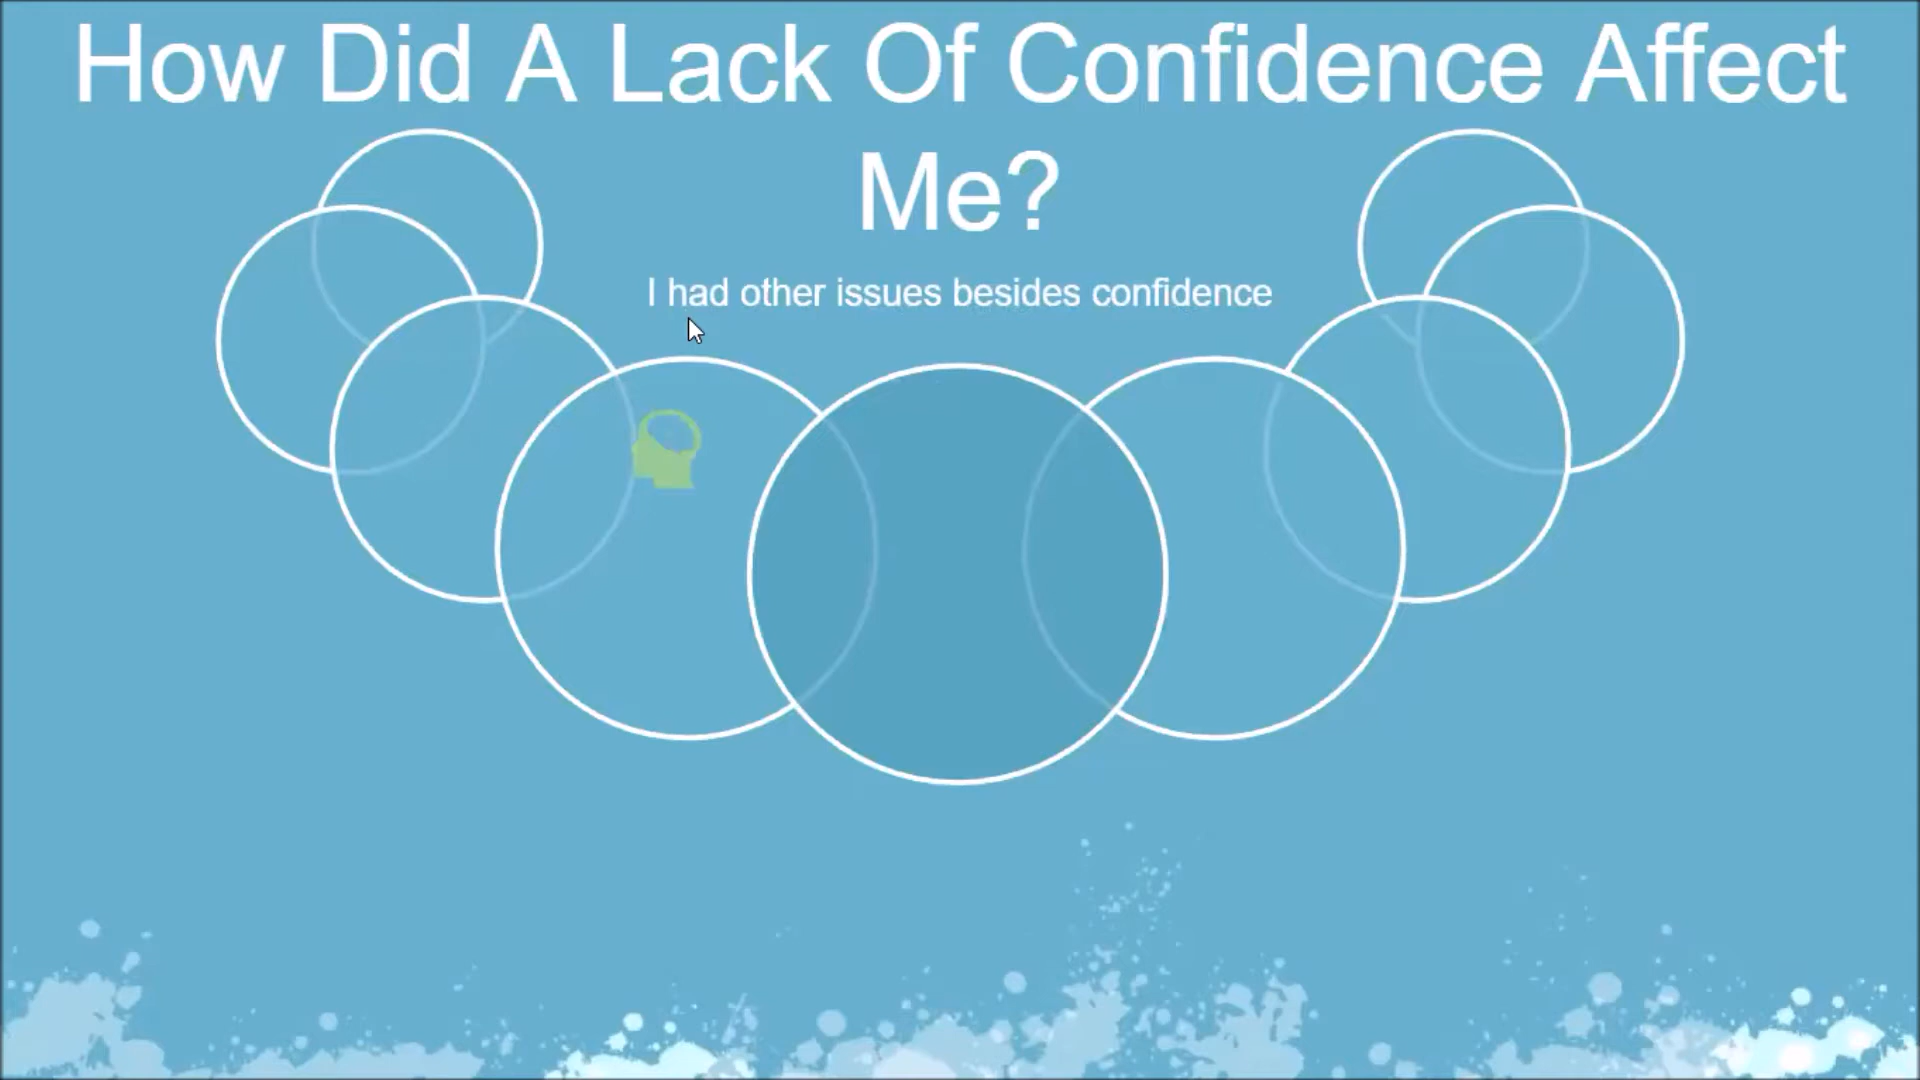 How Did A Lack Of Confidence Affect
Me?
I had other issues besides confidence